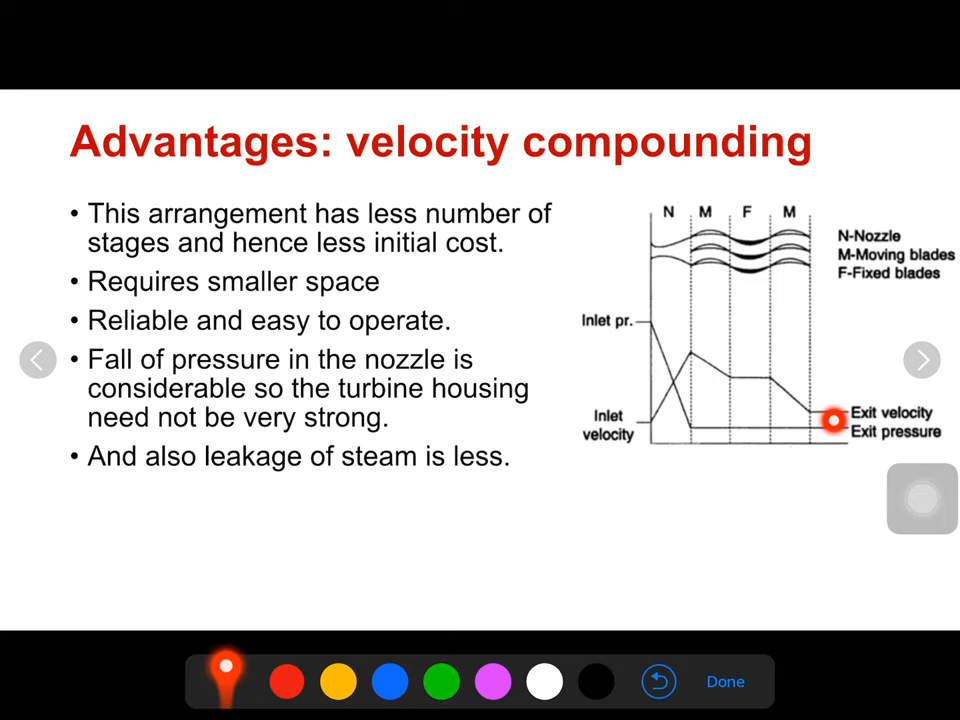 Advantages: velocity compounding
• This arrangement has less number of
stages and hence less initial cost.
• Requires smaller space
• Reliable and easy to operate.
• Fall of pressure in the nozzle is
considerable so the turbine housing
need not be very strong.
• And also leakage of steam is less.
N M F M
N-Nozzle
M-Moving blades
F-Fixed blades
Inlet pr.
Inlet
velocity
Exit velocity
Exit pressure
Done